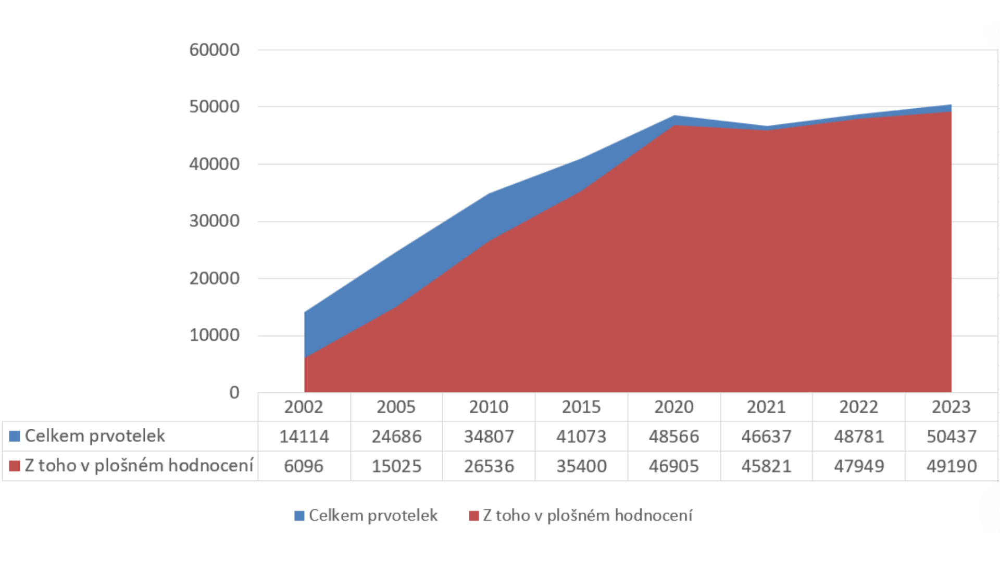 60000
50000
40000
30000
20000
10000
0
2002 2005 2010 2015 2020 2021 2022 2023
Celkem prvotelek 14114 24686 34807 41073 48566 46637 48781 50437
Z toho v plošném hodnocení 6096 15025 26536 35400 46905 45821 47949 49190
Celkem prvotelek Z toho v plošném hodnocení